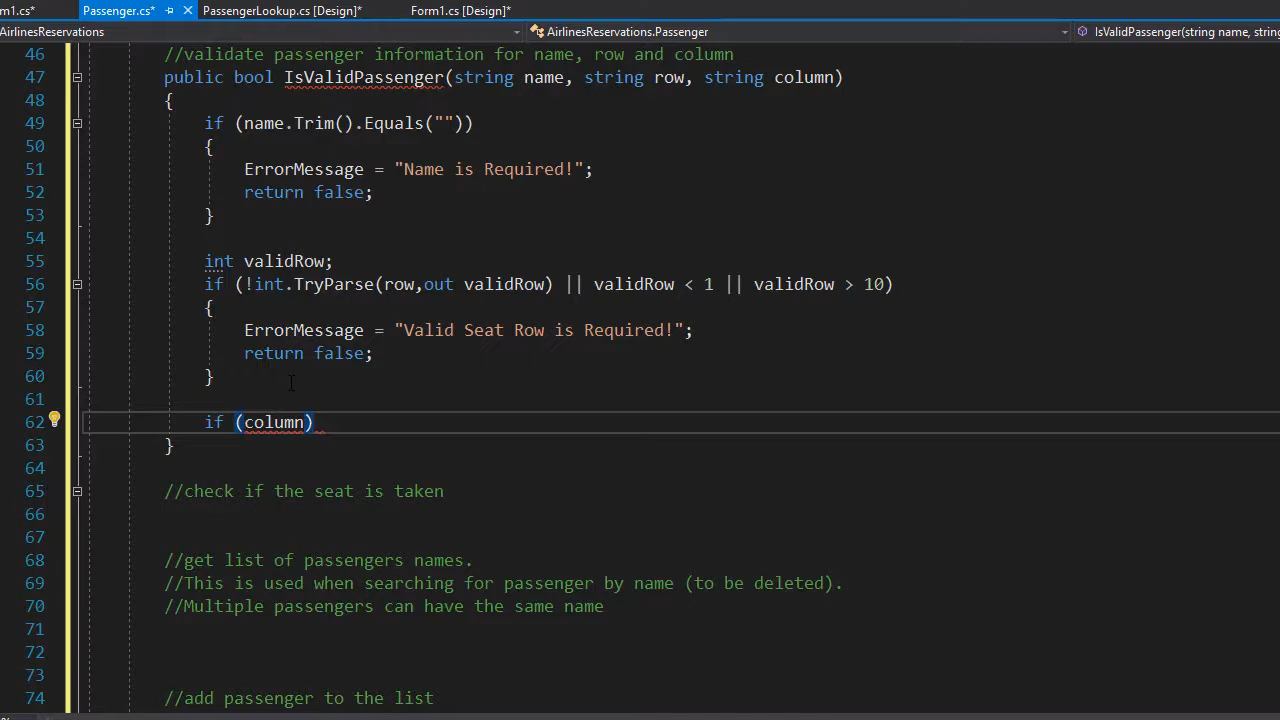 m1.cs*
Passenger.cs*
PassengerLookup.cs [Design]*
Form1.cs [Design]*
AirlinesReservations
AirlinesReservations.Passenger
IsValidPassenger(string name, string
46 //validate passenger information for name, row and column
47 public bool IsValidPassenger(string name, string row, string column)
48 {
49 if (name.Trim().Equals(""))
50 {
51 ErrorMessage = "Name is Required!";
52 return false;
53 }
54
55 int validRow;
56 if (!int.TryParse(row,out validRow) || validRow < 1 || validRow > 10)
57 {
58 ErrorMessage = "Valid Seat Row is Required!";
59 return false;
60 }
61
62 if (column)
63 }
64
65 //check if the seat is taken
66
67
68 //get list of passengers names.
69 //This is used when searching for passenger by name (to be deleted).
70 //Multiple passengers can have the same name
71
72
73
74 //add passenger to the list